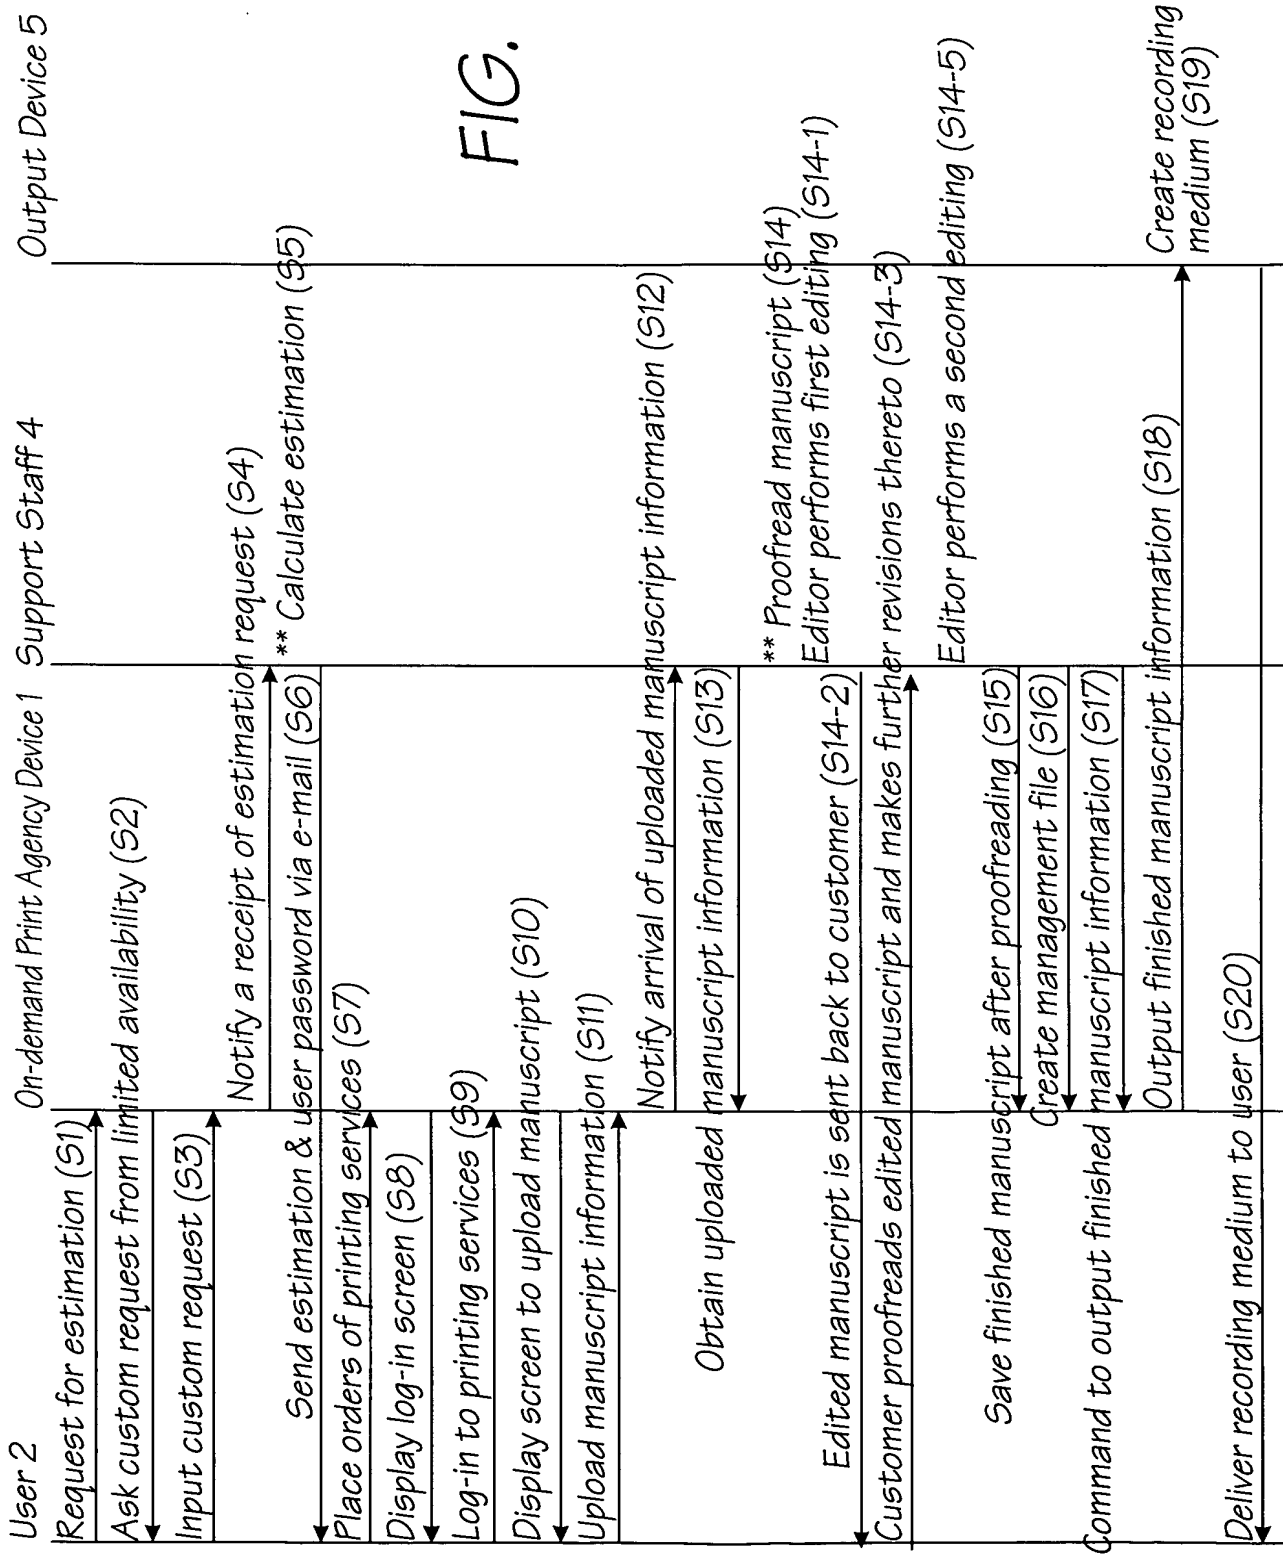 User 2
On-demand Print Agency Device 1
Support Staff 4
Output Device 5
Request for estimation (S1)
Ask custom request from limited availability (S2)
Input custom request (S3)
Notify a receipt of estimation request (S4)
** Calculate estimation (S5)
Send estimation & user password via e-mail (S6)
Place orders of printing services (S7)
Display log-in screen (S8)
Log-in to printing services (S9)
Display screen to upload manuscript (S10)
Upload manuscript information (S11)
Notify arrival of uploaded manuscript information (S12)
Obtain uploaded manuscript information (S13)
** Proofread manuscript (S14)
Editor performs first editing (S14-1)
Edited manuscript is sent back to customer (S14-2)
Customer proofreads edited manuscript and makes further revisions thereto (S14-3)
Editor performs a second editing (S14-5)
Save finished manuscript after proofreading (S15)
Create management file (S16)
Command to output finished manuscript information (S17)
Output finished manuscript information (S18)
Create recording
medium (S19)
Deliver recording medium to user (S20)
FIG.